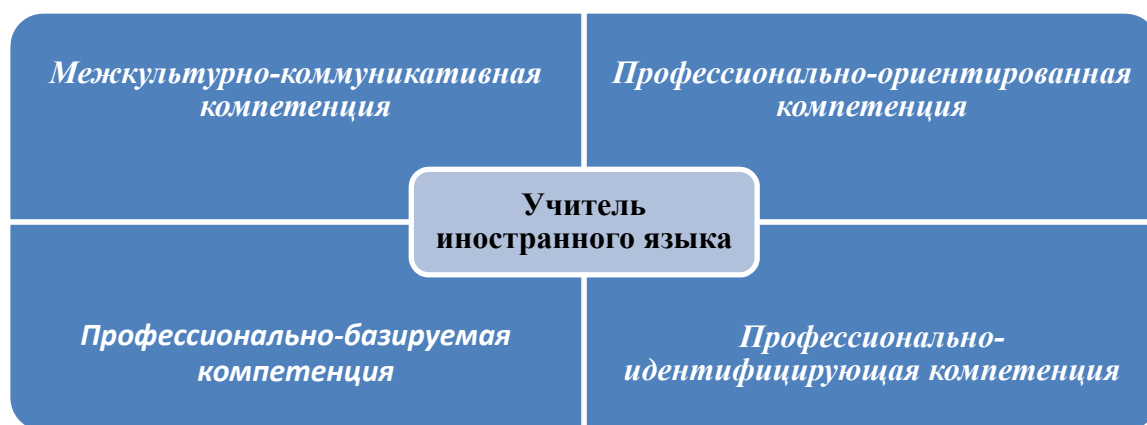 Межкультурно-коммуникативная
компетенция
Профессионально-ориентированная
компетенция
Учитель
иностранного языка
Профессионально-базируемая
компетенция
Профессионально-
идентифицирующая компетенция